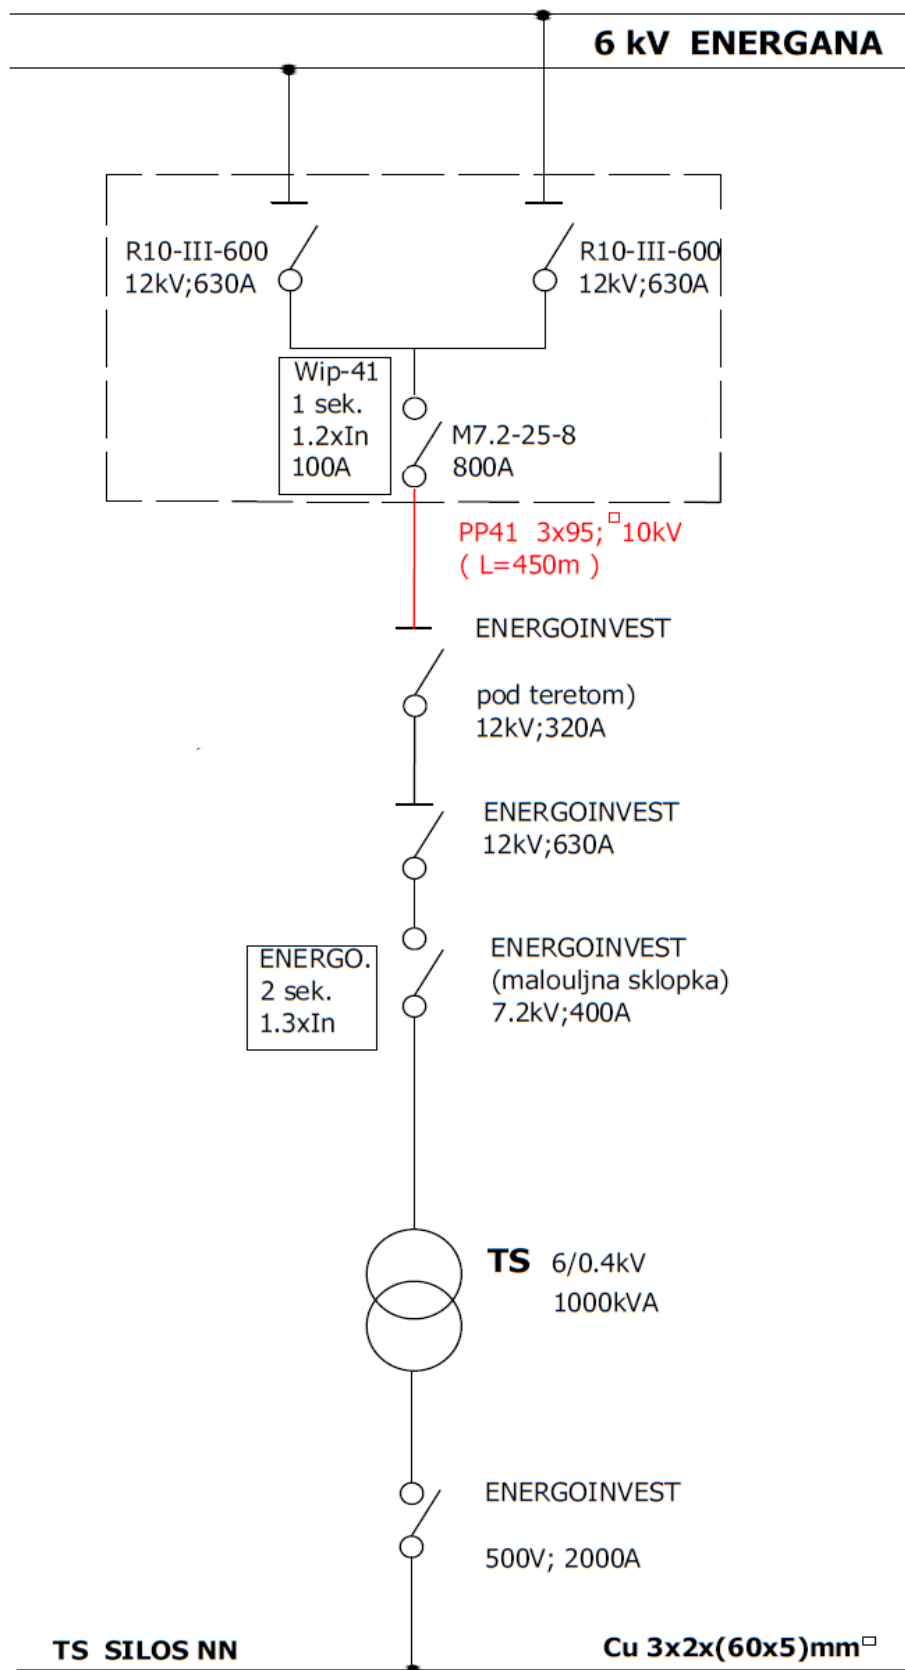 6 kV ENERGANA
R10-III-600
12kV;630A
R10-III-600
12kV;630A
Wip-41
1 sek.
1.2xIn
100A
M7.2-25-8
800A
PP41 3x95; □10kV
( L=450m )
ENERGOINVEST
pod teretom)
12kV;320A
ENERGOINVEST
12kV;630A
ENERGO.
2 sek.
1.3xIn
ENERGOINVEST
(malouljna sklopka)
7.2kV;400A
TS 6/0.4kV
1000kVA
ENERGOINVEST
500V; 2000A
TS SILOS NN
Cu 3x2x(60x5)mm□